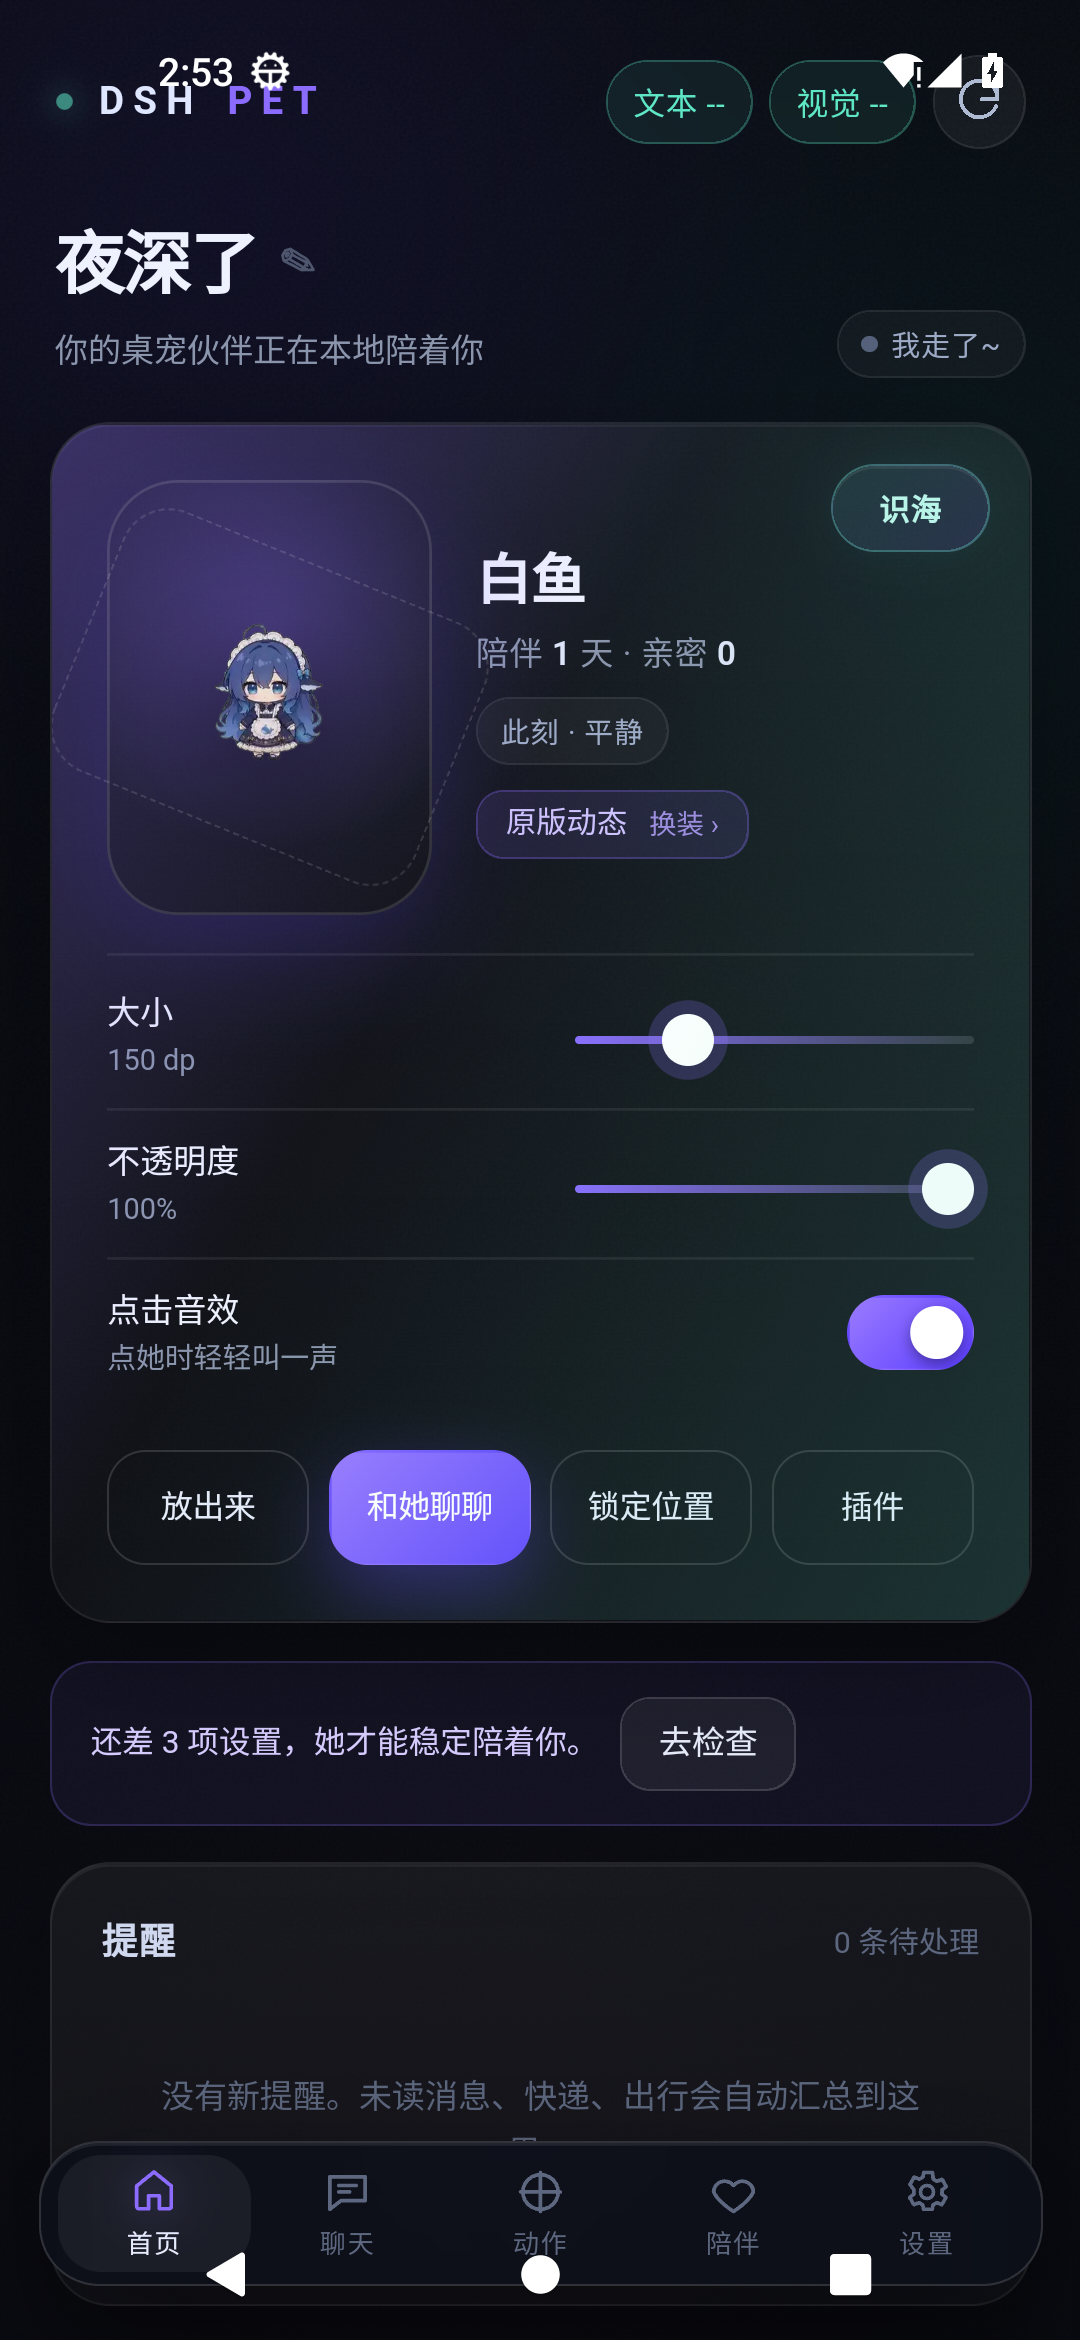 2:53
DSH PET
文本 --
视觉 --
夜深了
你的桌宠伙伴正在本地陪着你
我走了~
识海
白鱼
陪伴 1 天 · 亲密 0
此刻 · 平静
原版动态 换装 ›
大小
150 dp
不透明度
100%
点击音效
点她时轻轻叫一声
放出来
和她聊聊
锁定位置
插件
还差 3 项设置，她才能稳定陪着你。
去检查
提醒
0 条待处理
没有新提醒。未读消息、快递、出行会自动汇总到这
首页
聊天
动作
陪伴
设置